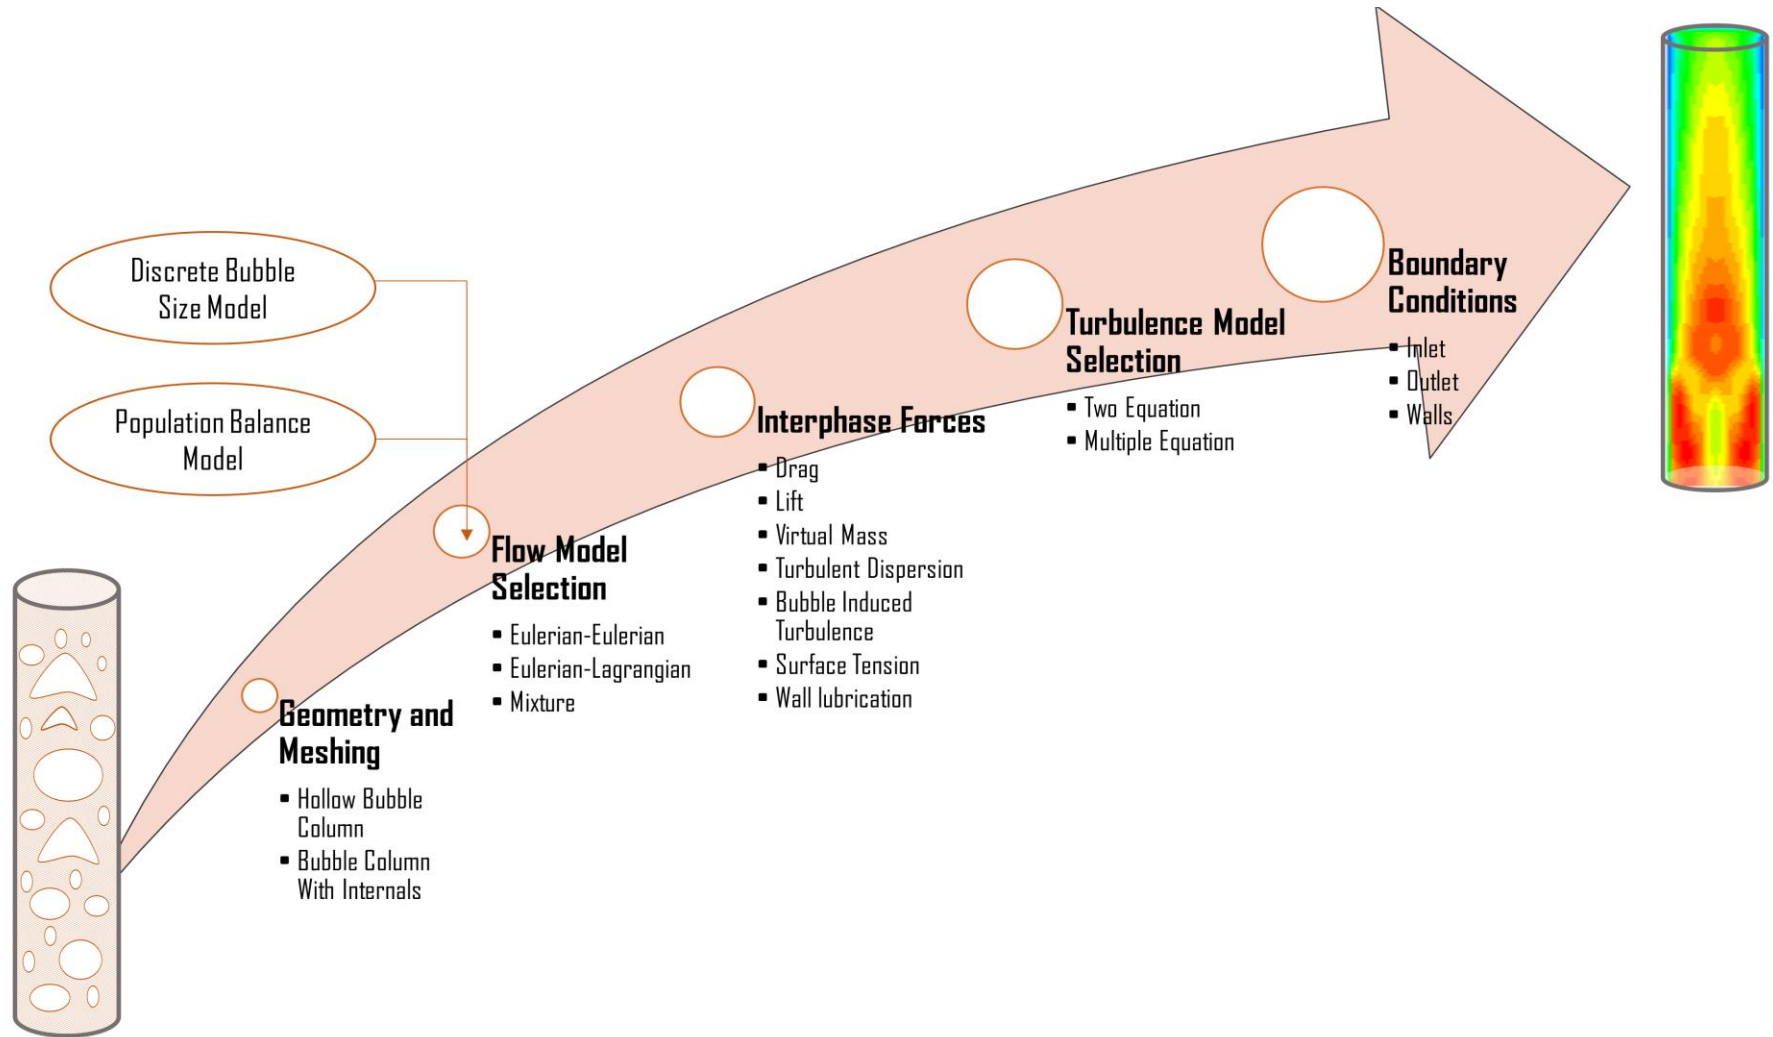 Discrete Bubble
Size Model
Population Balance
Model
Geometry and
Meshing
▪ Hollow Bubble
Column
▪ Bubble Column
With Internals
Flow Model
Selection
▪ Eulerian-Eulerian
▪ Eulerian-Lagrangian
▪ Mixture
Interphase Forces
▪ Drag
▪ Lift
▪ Virtual Mass
▪ Turbulent Dispersion
▪ Bubble Induced
Turbulence
▪ Surface Tension
▪ Wall lubrication
Turbulence Model
Selection
▪ Two Equation
▪ Multiple Equation
Boundary
Conditions
▪ Inlet
▪ Outlet
▪ Walls